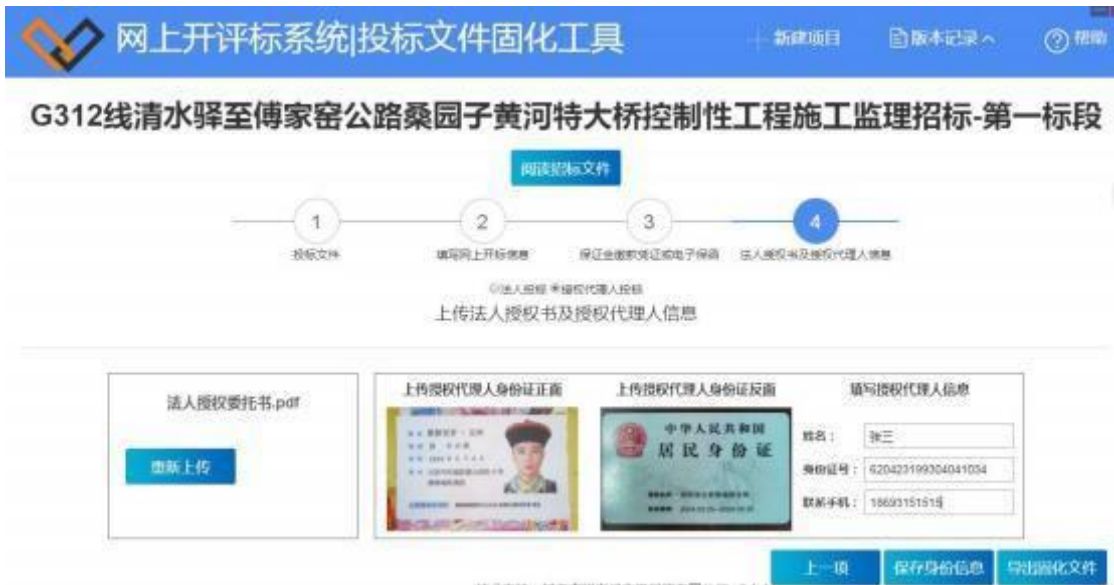 网上开评标系统|投标文件固化工具
新建项目
版本记录
帮助
G312线清水驿至傅家窑公路桑园子黄河特大桥控制性工程施工监理招标-第一标段
阅读招标文件
1
2
3
4
投标文件
填写网上开标信息
保证金缴款凭证或电子保函
法人授权书及授权代理人信息
法人投标 授权代理人投标
上传法人授权书及授权代理人信息
法人授权委托书.pdf
重新上传
上传授权代理人身份证正面
上传授权代理人身份证反面
填写授权代理人信息
中华人民共和国
居民身份证
姓名： 张三
身份证号： 620423199304041034
联系手机： 18693151515
上一项
保存身份信息
导出固化文件